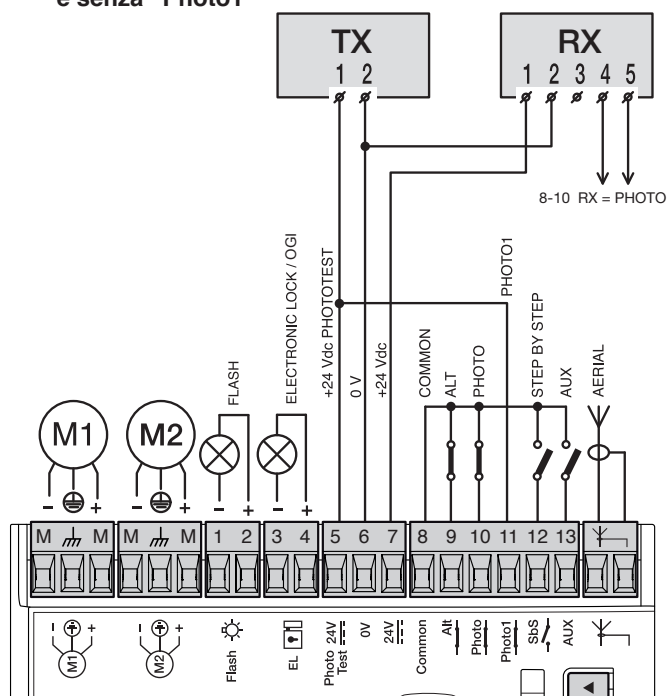 e senza "Photo1"
TX
1 2
RX
1 2 3 4 5
8-10 RX = PHOTO
FLASH
ELECTRONIC LOCK / OGI
+24 Vdc PHOTOTEST
0 V
+24 Vdc
COMMON
ALT
PHOTO
PHOTO1
STEP BY STEP
AUX
AERIAL
M1
M2
- +
- +
- +
- +
M M M M 1 2 3 4 5 6 7 8 9 10 11 12 13
- +
M1
- +
M2
Flash
EL
Photo 24V
Test
0V
24V
Common
Alt
Photo
Photo1
SbS
AUX